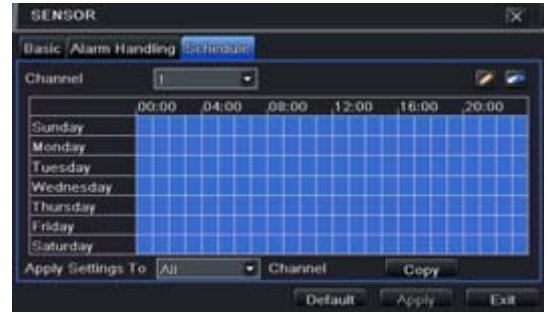 SENSOR
Basic Alarm Handling Schedule
Channel 1
00:00 04:00 08:00 12:00 16:00 20:00
Sunday
Monday
Tuesday
Wednesday
Thursday
Friday
Saturday
Apply Settings To All Channel Copy
Default Apply Exit